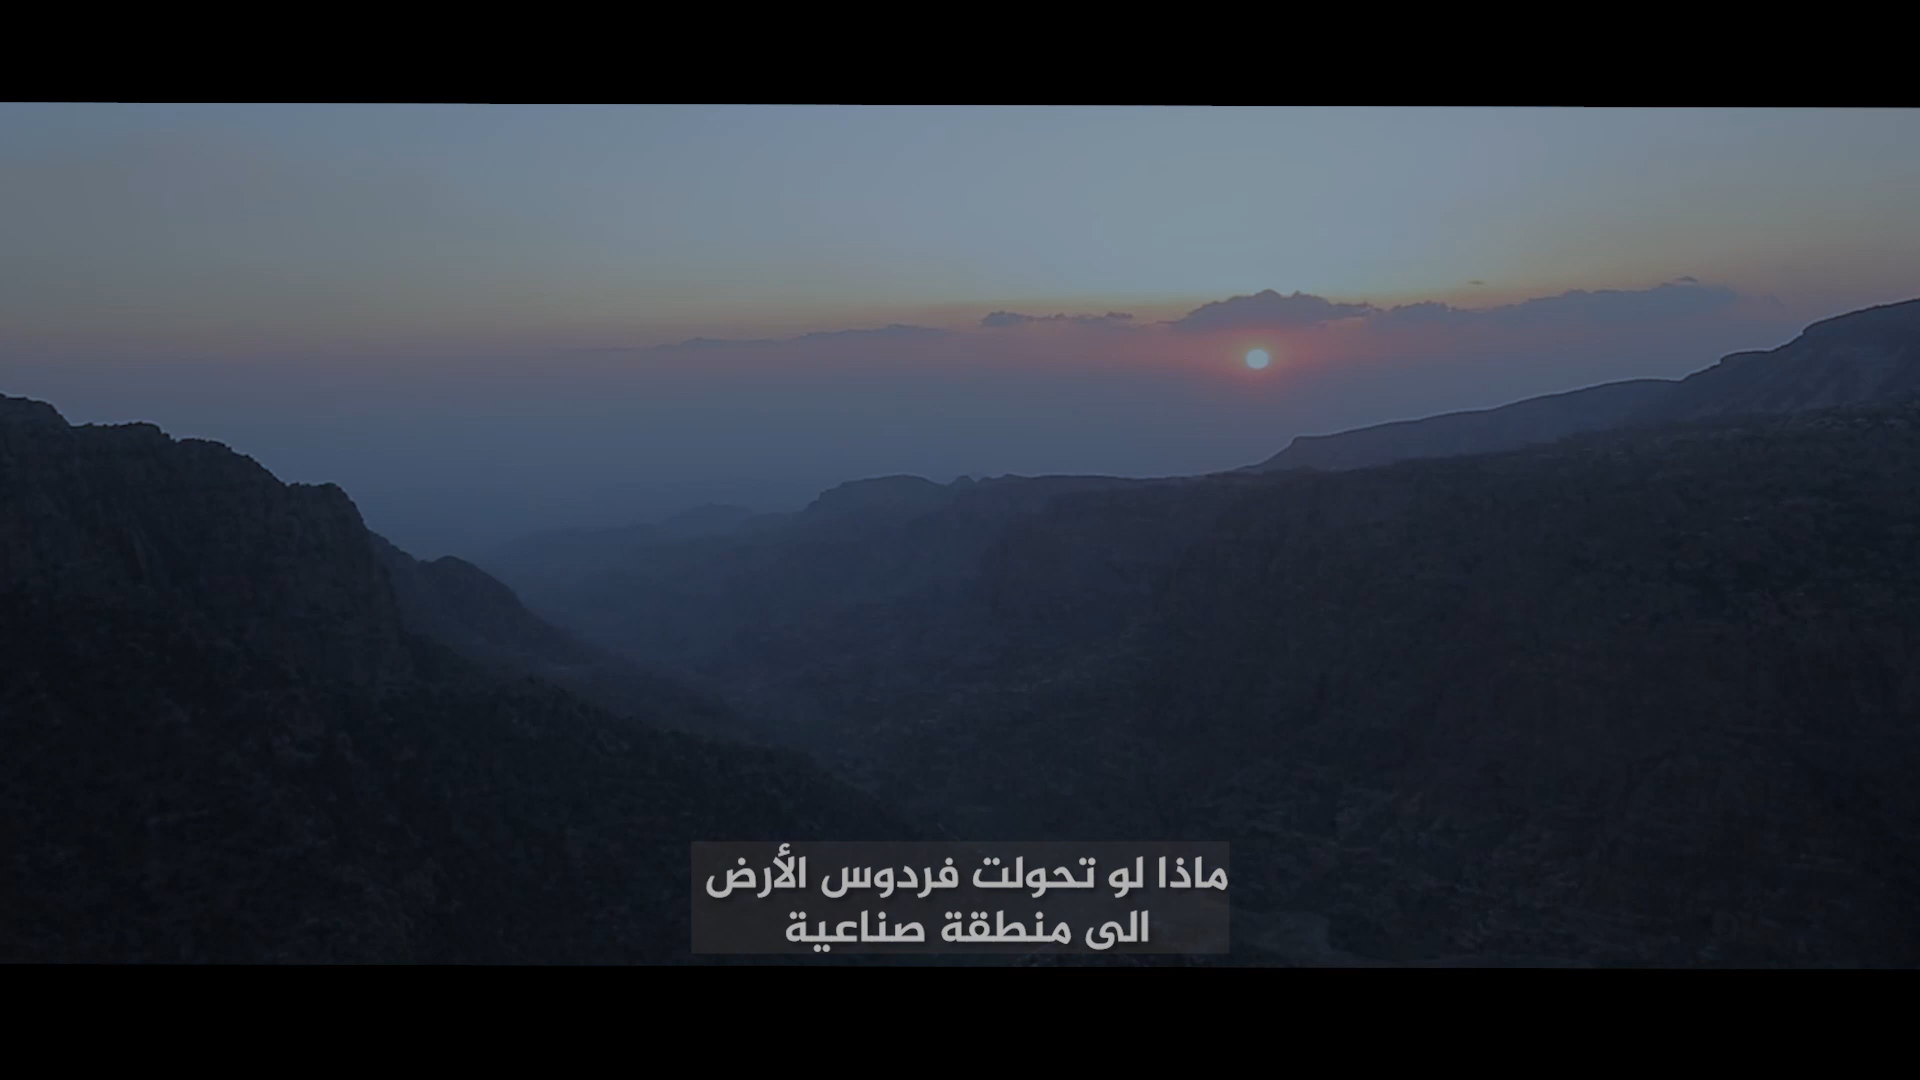 ماذا لو تحولت فردوس الأرض
الى منطقة صناعية